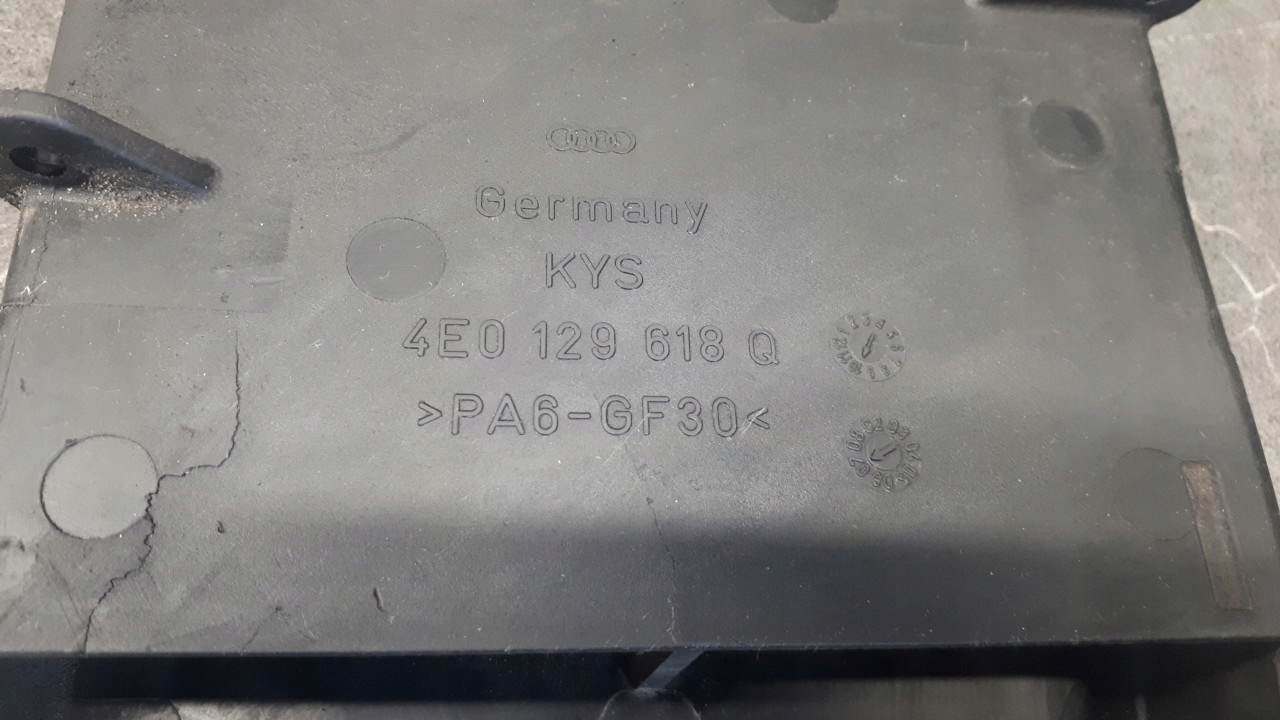 Germany
KYS
4E0 129 618 Q
>PA6-GF30<